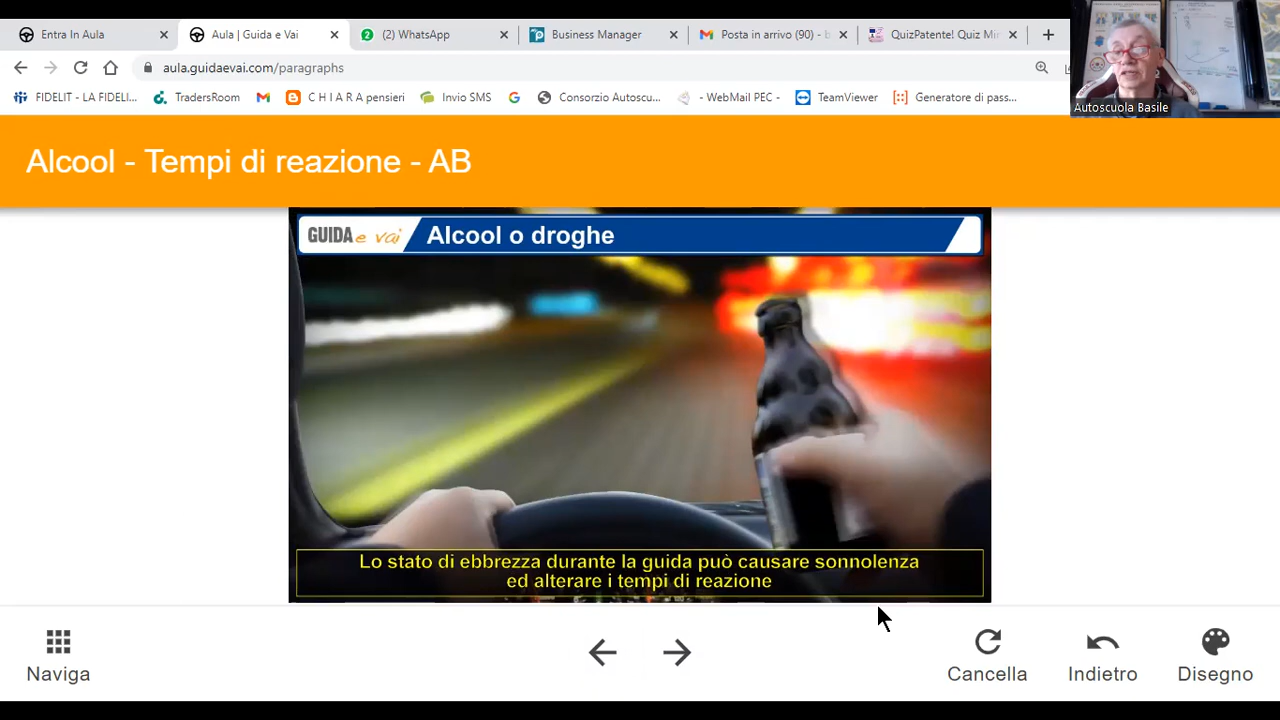 Entra In Aula
Aula | Guida e Vai
(2) WhatsApp
Business Manager
Posta in arrivo (90) - b
QuizPatente! Quiz Mi
aula.guidaevai.com/paragraphs
FIDELIT - LA FIDELI...
TradersRoom
C H I A R A pensieri
Invio SMS
Consorzio Autoscu...
- WebMail PEC -
TeamViewer
Generatore di pass...
Autoscuola Basile
Alcool - Tempi di reazione - AB
GUIDA e vai
Alcool o droghe
Lo stato di ebbrezza durante la guida può causare sonnolenza
ed alterare i tempi di reazione
Naviga
Cancella
Indietro
Disegno